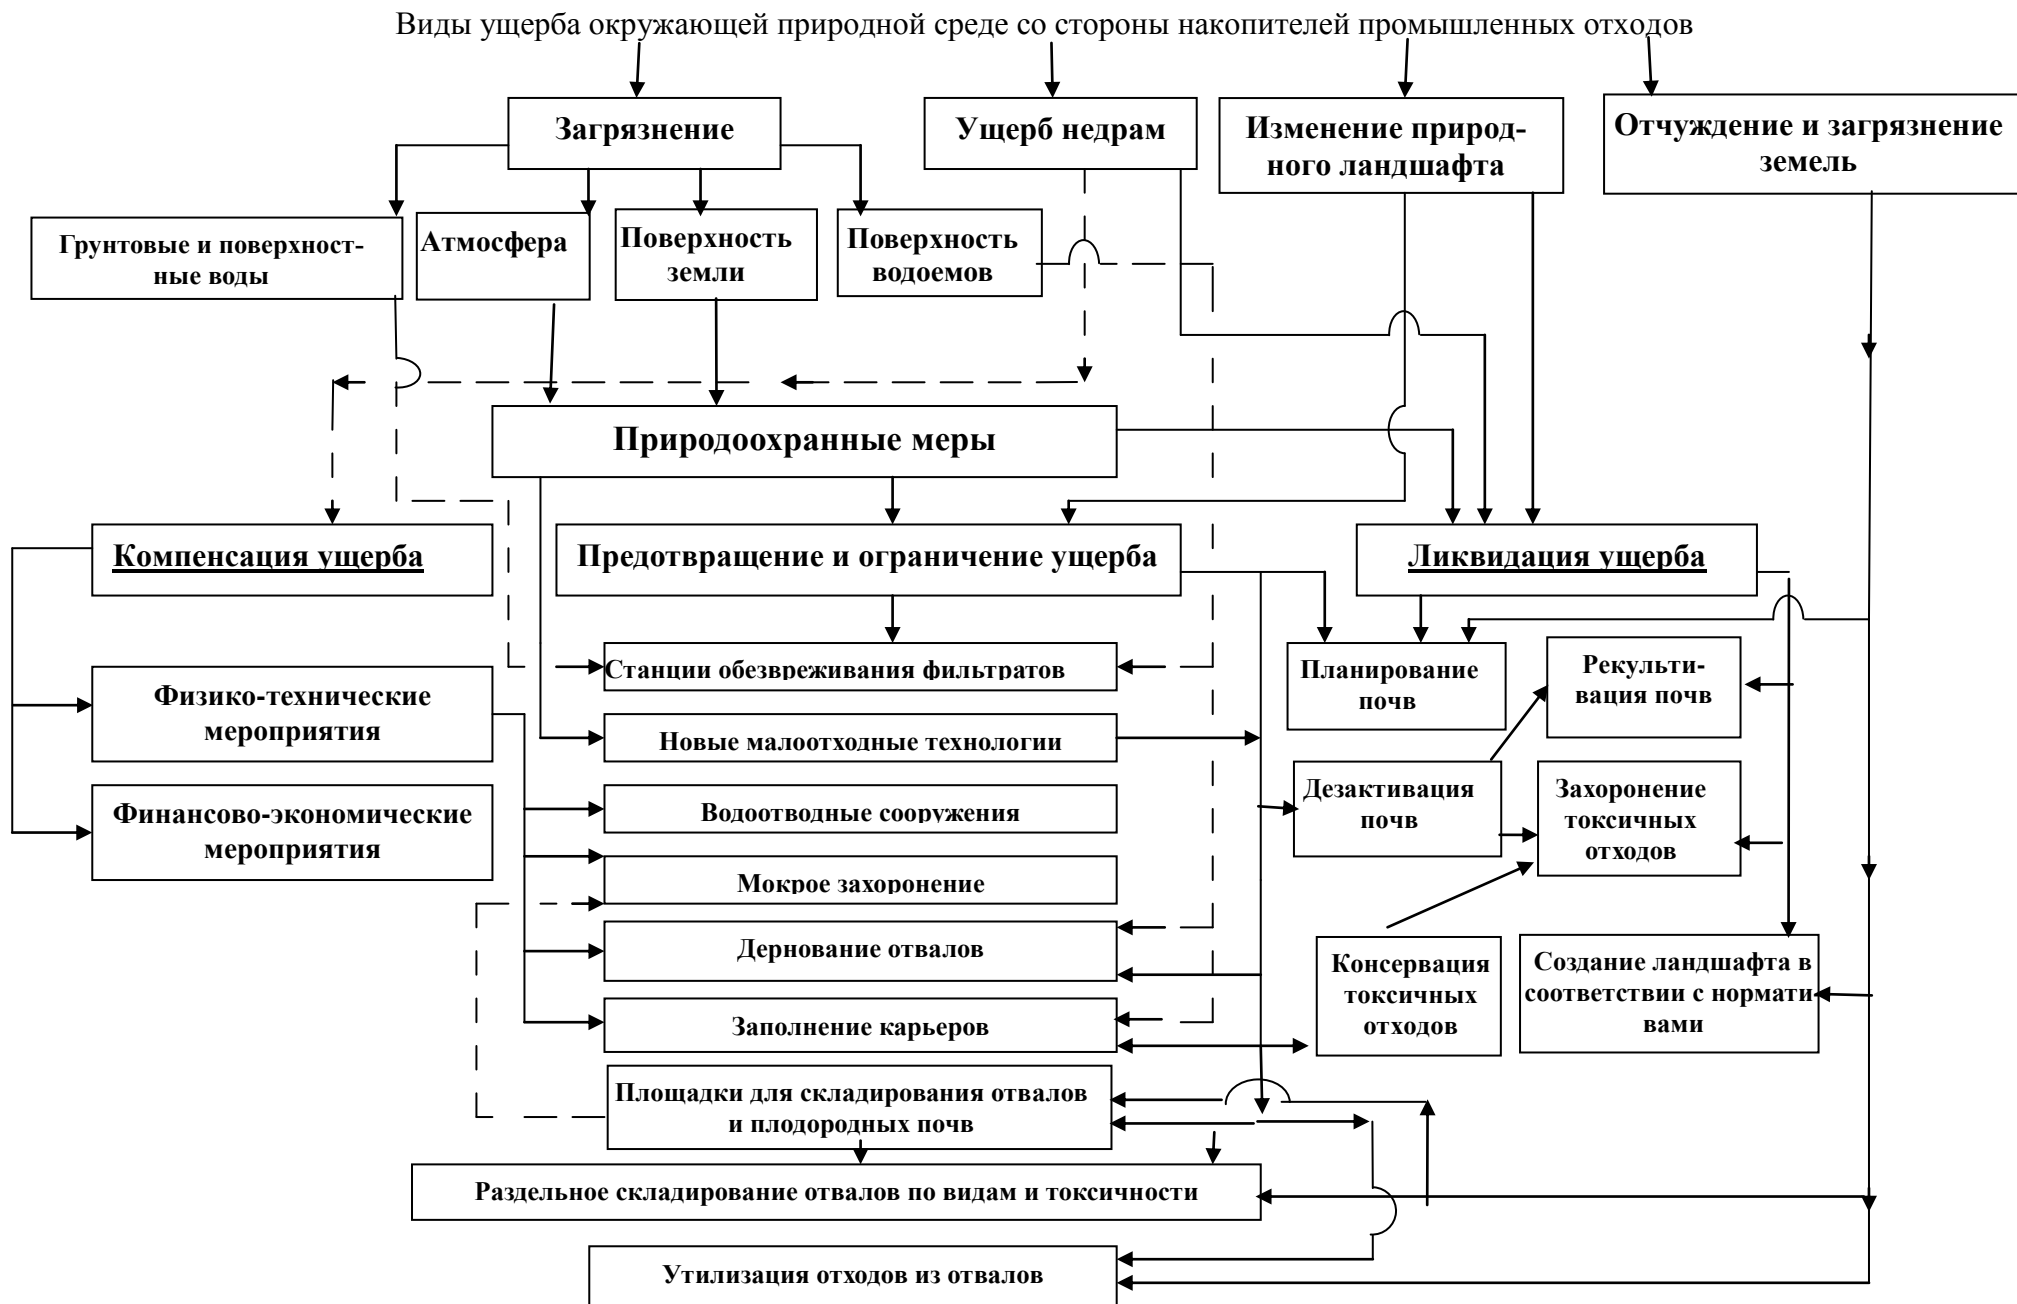 Виды ущерба окружающей природной среде со стороны накопителей промышленных отходов
Загрязнение
Ущерб недрам
Изменение природ-
ного ландшафта
Отчуждение и загрязнение
земель
Грунтовые и поверхност-
ные воды
Атмосфера
Поверхность
земли
Поверхность
водоемов
Природоохранные меры
Компенсация ущерба
Предотвращение и ограничение ущерба
Ликвидация ущерба
Станции обезвреживания фильтратов
Планирование
почв
Рекульти-
вация почв
Физико-технические
мероприятия
Новые малоотходные технологии
Финансово-экономические
мероприятия
Водоотводные сооружения
Дезактивация
почв
Захоронение
токсичных
отходов
Мокрое захоронение
Дернование отвалов
Консервация
токсичных
отходов
Создание ландшафта в
соответствии с нормати
вами
Заполнение карьеров
Площадки для складирования отвалов
и плодородных почв
Раздельное складирование отвалов по видам и токсичности
Утилизация отходов из отвалов